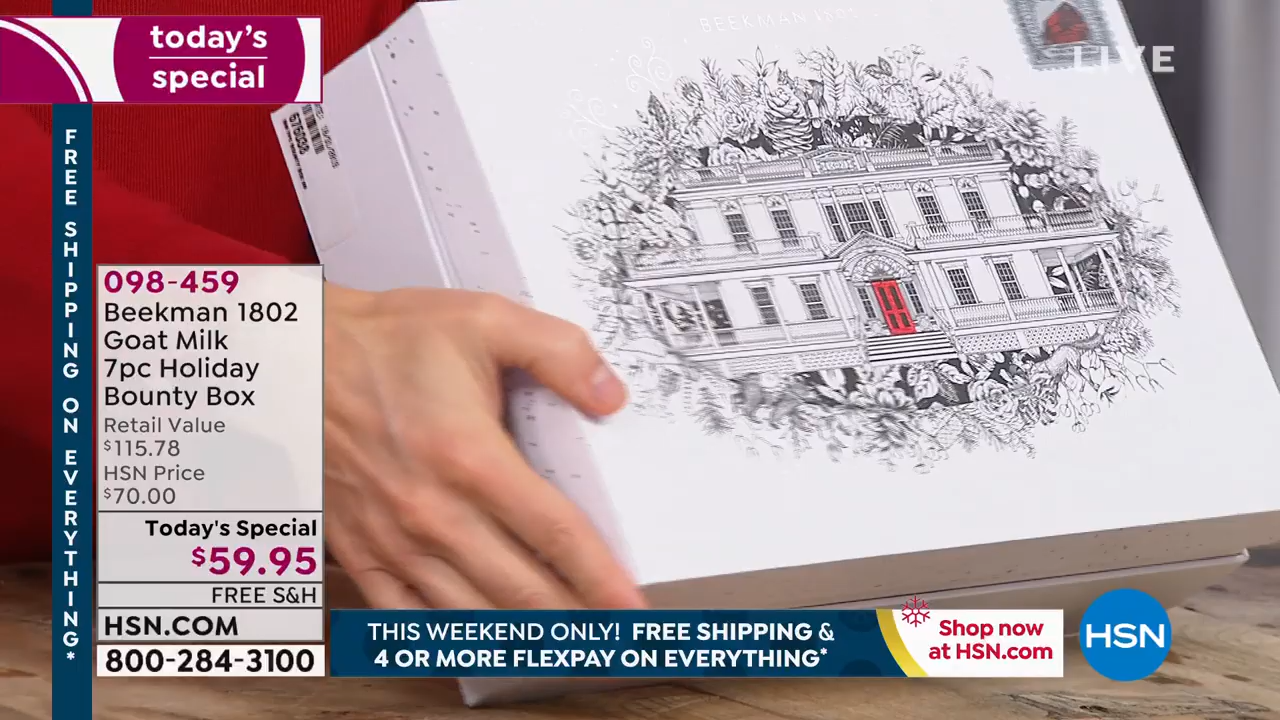 today's
special
BEEKMAN 1802
LIVE
FREE SHIPPING ON EVERYTHING*
098-459
Beekman 1802
Goat Milk
7pc Holiday
Bounty Box
Retail Value
$115.78
HSN Price
$70.00
Today's Special
$59.95
FREE S&H
HSN.COM
800-284-3100
THIS WEEKEND ONLY! FREE SHIPPING &
4 OR MORE FLEXPAY ON EVERYTHING*
Shop now
at HSN.com
HSN